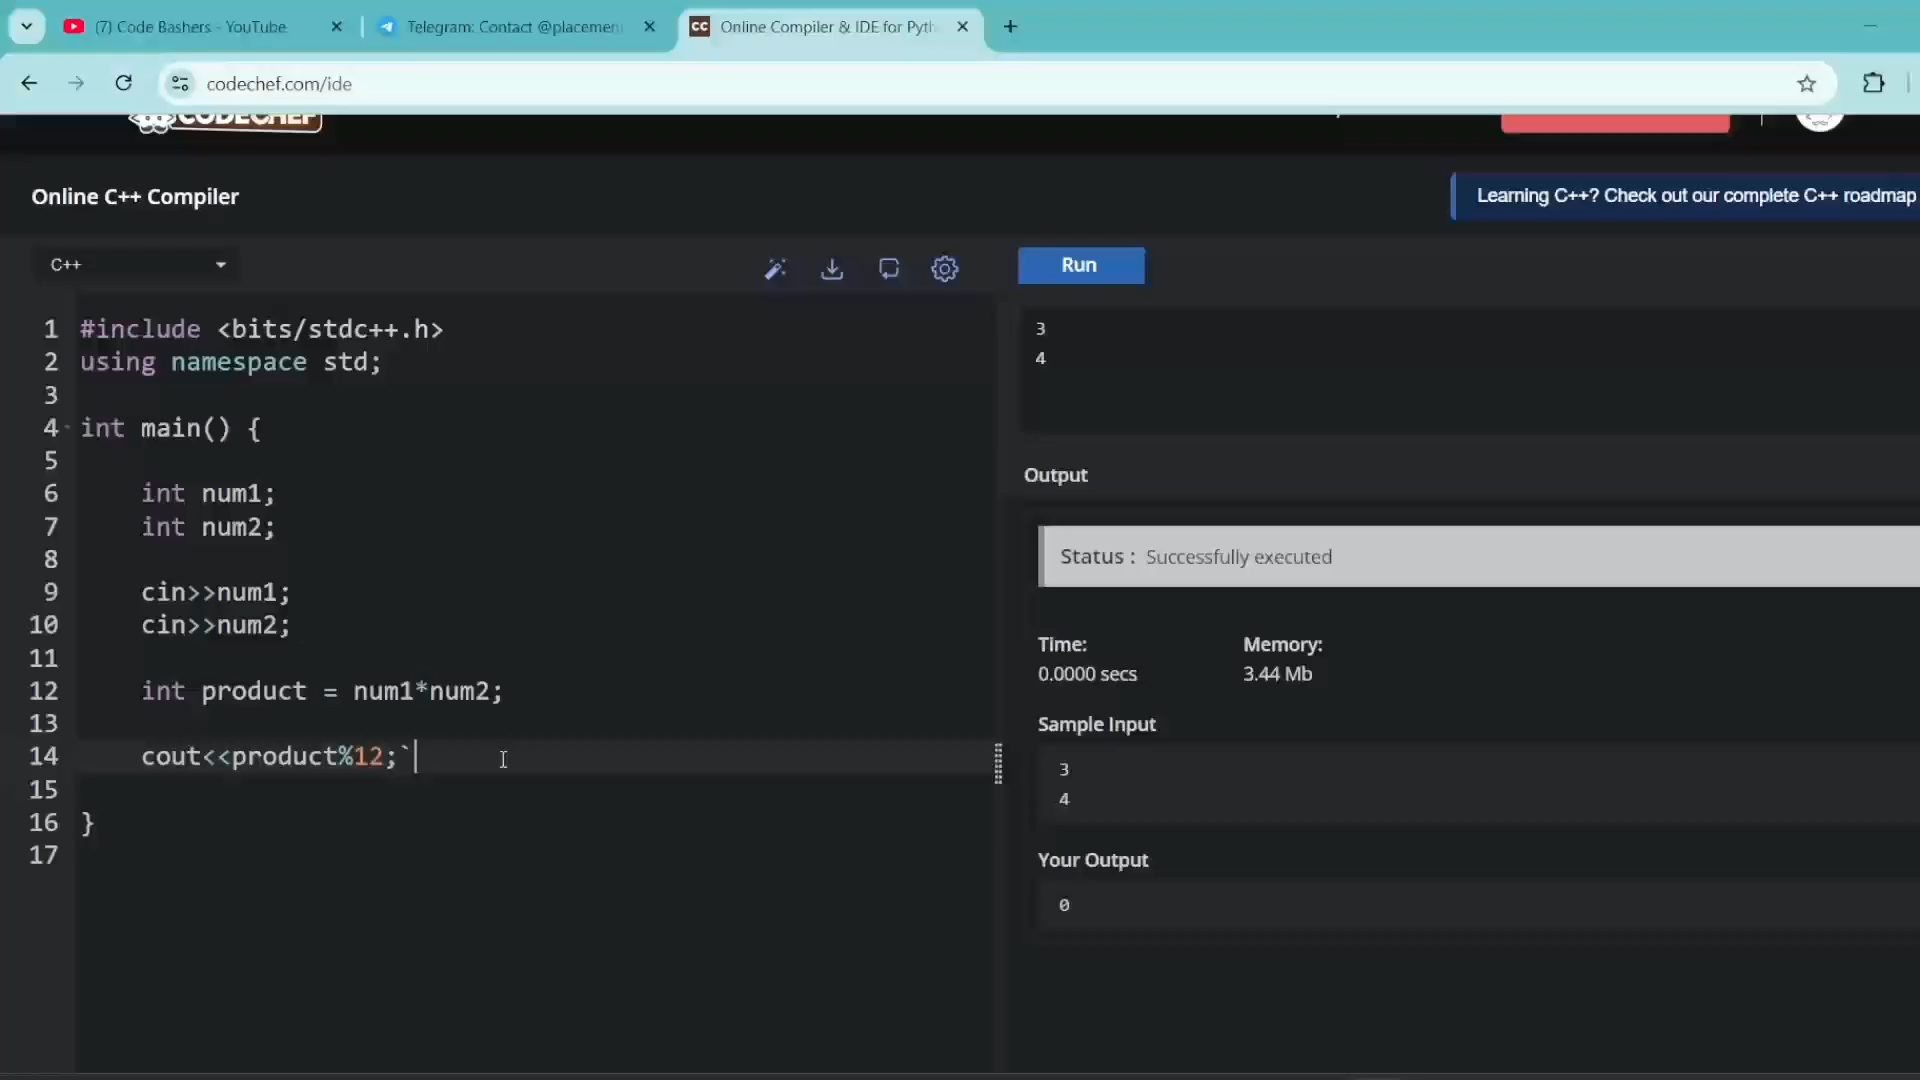 (7) Code Bashers - YouTube
Telegram: Contact @placemen
CC Online Compiler & IDE for Pyth
codechef.com/ide
CODECHEF
Online C++ Compiler
Learning C++? Check out our complete C++ roadmap
C++
Run
1 #include <bits/stdc++.h>
2 using namespace std;
3
4 int main() {
5
6 int num1;
7 int num2;
8
9 cin>>num1;
10 cin>>num2;
11
12 int product = num1*num2;
13
14 cout<<product%12;`
15
16 }
17
3
4
Output
Status : Successfully executed
Time: Memory:
0.0000 secs 3.44 Mb
Sample Input
3
4
Your Output
0